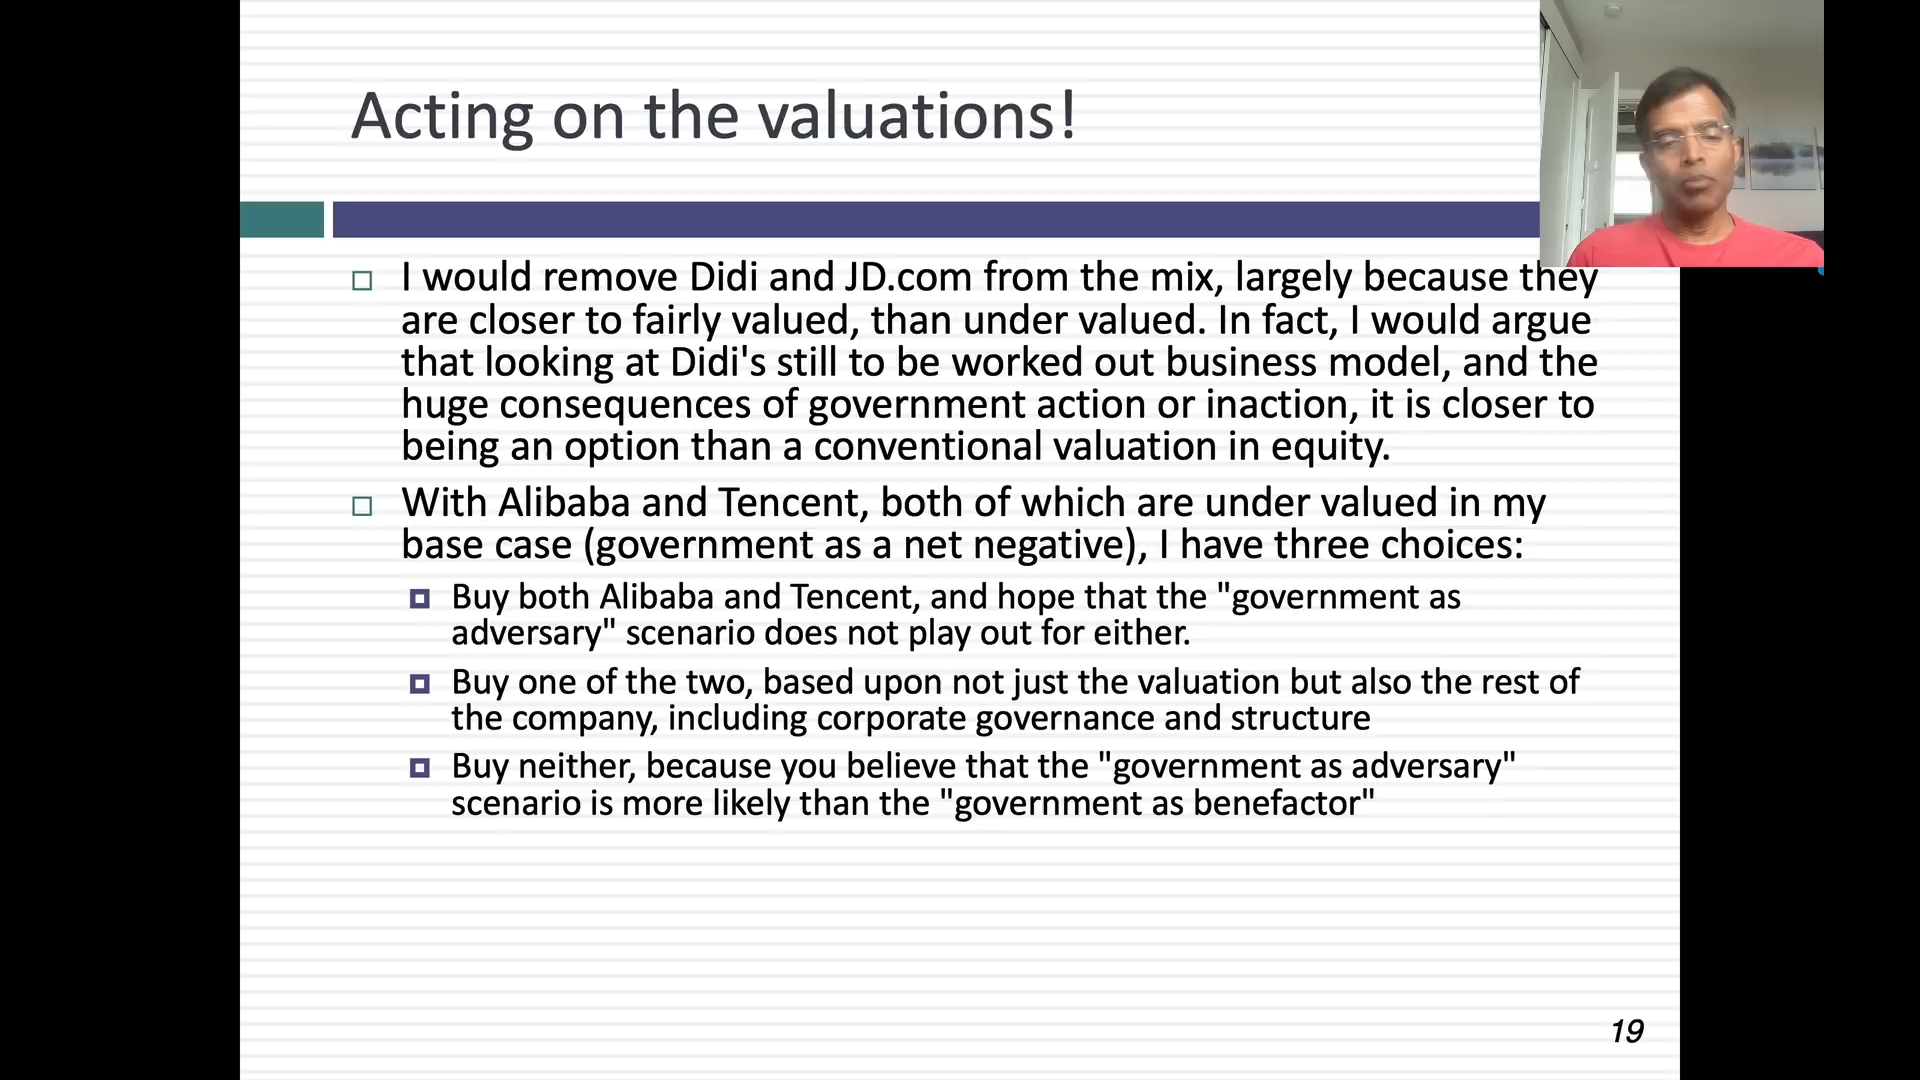 Acting on the valuations!
I would remove Didi and JD.com from the mix, largely because they
are closer to fairly valued, than under valued. In fact, I would argue
that looking at Didi's still to be worked out business model, and the
huge consequences of government action or inaction, it is closer to
being an option than a conventional valuation in equity.
With Alibaba and Tencent, both of which are under valued in my
base case (government as a net negative), I have three choices:
Buy both Alibaba and Tencent, and hope that the "government as
adversary" scenario does not play out for either.
Buy one of the two, based upon not just the valuation but also the rest of
the company, including corporate governance and structure
Buy neither, because you believe that the "government as adversary"
scenario is more likely than the "government as benefactor"
19